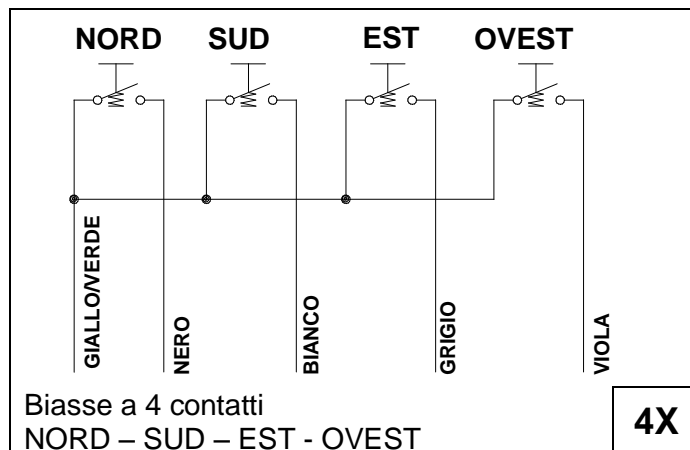 NORD SUD EST OVEST
GIALLO/VERDE
NERO
BIANCO
GRIGIO
VIOLA
Biasse a 4 contatti
NORD – SUD – EST - OVEST
4X